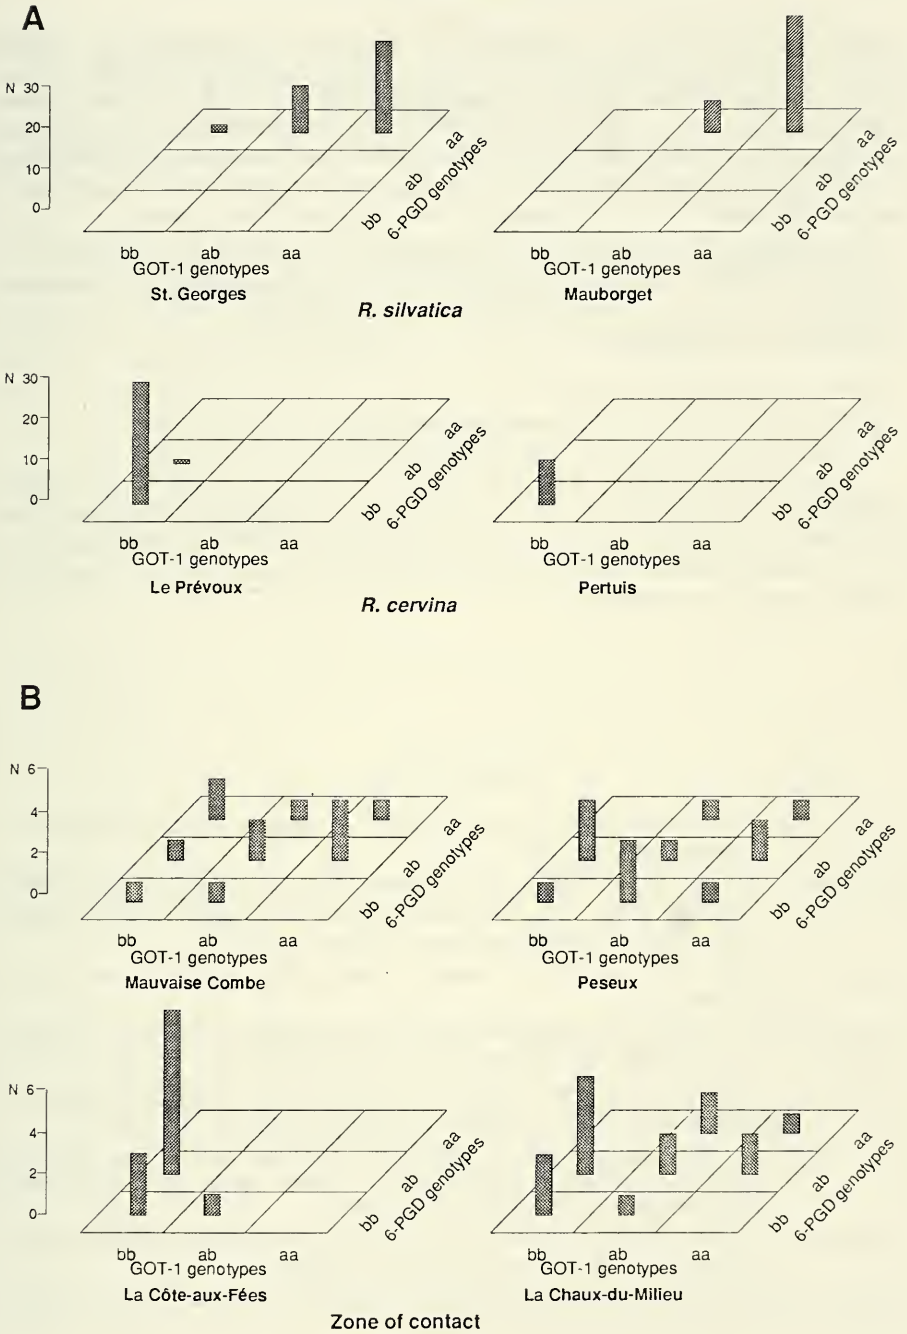 A
N 30
20
10
0
aa
ab
bb
6-PGD genotypes
bb ab aa
GOT-1 genotypes
St. Georges
aa
ab
bb
6-PGD genotypes
bb ab aa
GOT-1 genotypes
Mauborget
R. silvatica
N 30
20
10
0
aa
ab
bb
6-PGD genotypes
bb ab aa
GOT-1 genotypes
Le Prévoux
aa
ab
bb
6-PGD genotypes
bb ab aa
GOT-1 genotypes
Pertuis
R. cervina
B
N 6
4
2
0
aa
ab
bb
6-PGD genotypes
bb ab aa
GOT-1 genotypes
Mauvaise Combe
aa
ab
bb
6-PGD genotypes
bb ab aa
GOT-1 genotypes
Peseux
N 6
4
2
0
aa
ab
bb
6-PGD genotypes
bb ab aa
GOT-1 genotypes
La Côte-aux-Fées
aa
ab
bb
6-PGD genotypes
bb ab aa
GOT-1 genotypes
La Chaux-du-Milieu
Zone of contact